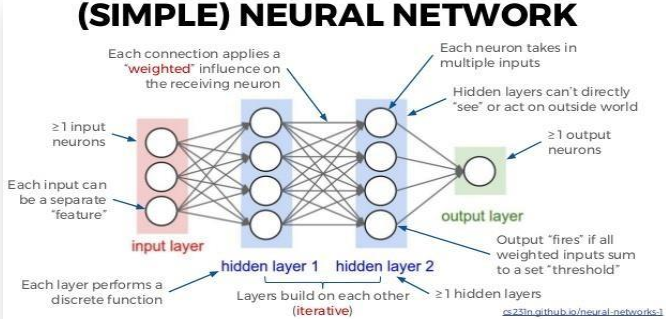 (SIMPLE) NEURAL NETWORK
Each connection applies a
"weighted" influence on
the receiving neuron
Each neuron takes in
multiple inputs
Hidden layers can't directly
"see" or act on outside world
≥1 input
neurons
≥1 output
neurons
Each input can
be a separate
"feature"
input layer
output layer
hidden layer 1
hidden layer 2
Output "fires" if all
weighted inputs sum
to a set "threshold"
Each layer performs a
discrete function
Layers build on each other
(iterative)
≥1 hidden layers
cs231n.github.io/neural-networks-1